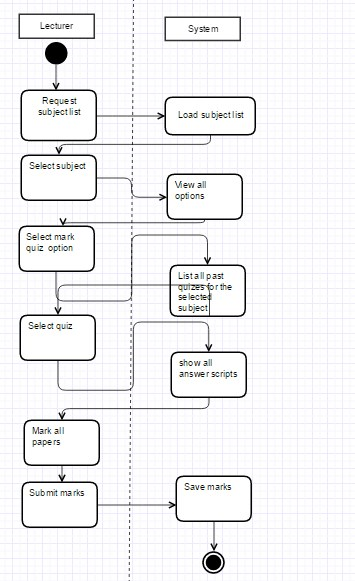 Lecturer
System
Request
subject list
Load subject list
Select subject
View all
options
Select mark
quiz option
List all past
quizes for the
selected
subject
Select quiz
show all
answer scripts
Mark all
papers
Submit marks
Save marks